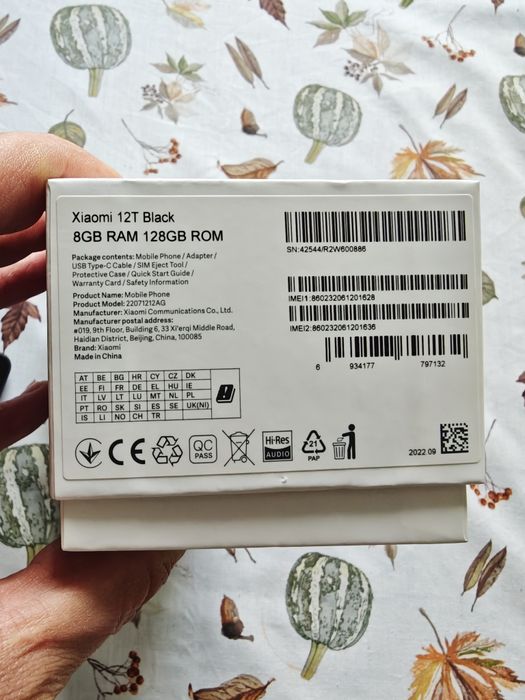 Xiaomi 12T Black
8GB RAM 128GB ROM
Package contents: Mobile Phone / Adapter /
USB Type-C Cable / SIM Eject Tool /
Protective Case / Quick Start Guide /
Warranty Card / Safety Information
Product Name: Mobile Phone
Product Model: 22071212AG
Manufacturer: Xiaomi Communications Co., Ltd.
Manufacturer postal address:
#019, 9th Floor, Building 6, 33 Xi'erqi Middle Road,
Haidian District, Beijing, China, 100085
Brand: Xiaomi
Made in China
SN:42544/R2W600886
IMEI1:860232061201628
IMEI2:860232061201636
6 934177 797132
AT BE BG HR CY CZ DK
EE FI FR DE EL HU IE
IT LV LT LU MT NL PL
PT RO SK SI ES SE UK(NI)
IS LI NO CH TR
CE
QC
PASS
Hi-Res
AUDIO
21
PAP
2022.09